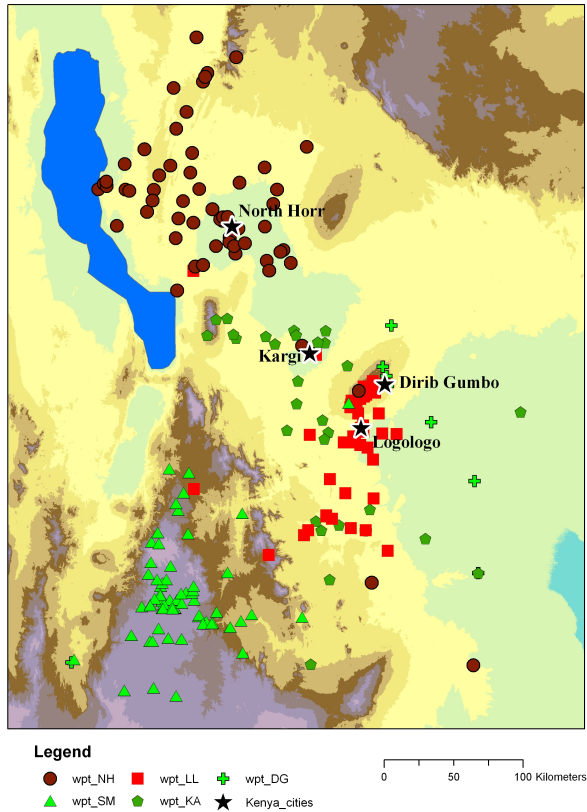 North Horr
Kargi
Dirib Gumbo
Logologo
Legend
wpt_NH wpt_LL wpt_DG
wpt_SM wpt_KA Kenya_cities
0 50 100 Kilometers